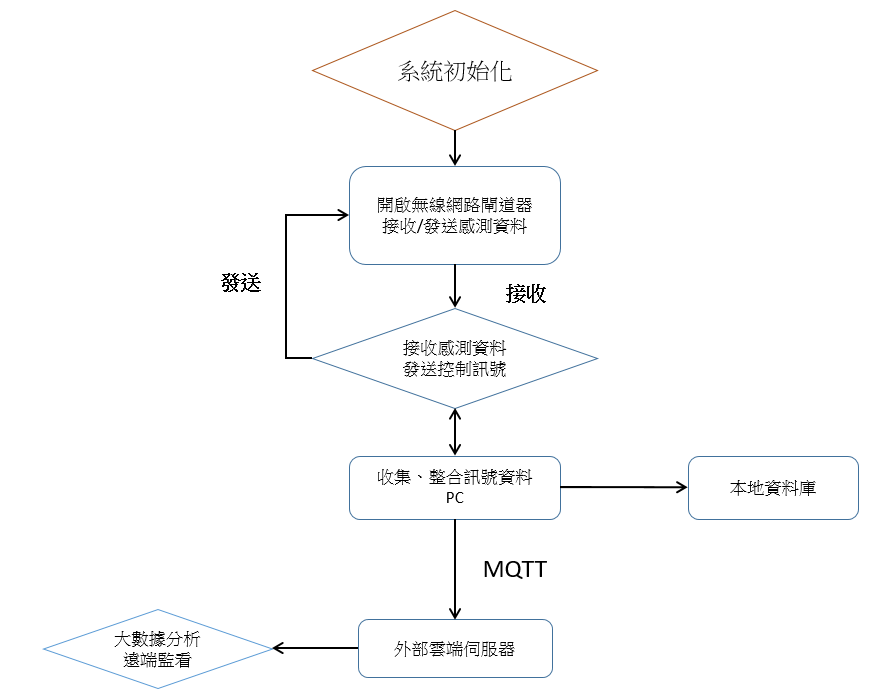 系統初始化
開啟無線網路閘道器
接收/發送感測資料
發送
接收
接收感測資料
發送控制訊號
收集、整合訊號資料
PC
本地資料庫
MQTT
大數據分析
遠端監看
外部雲端伺服器